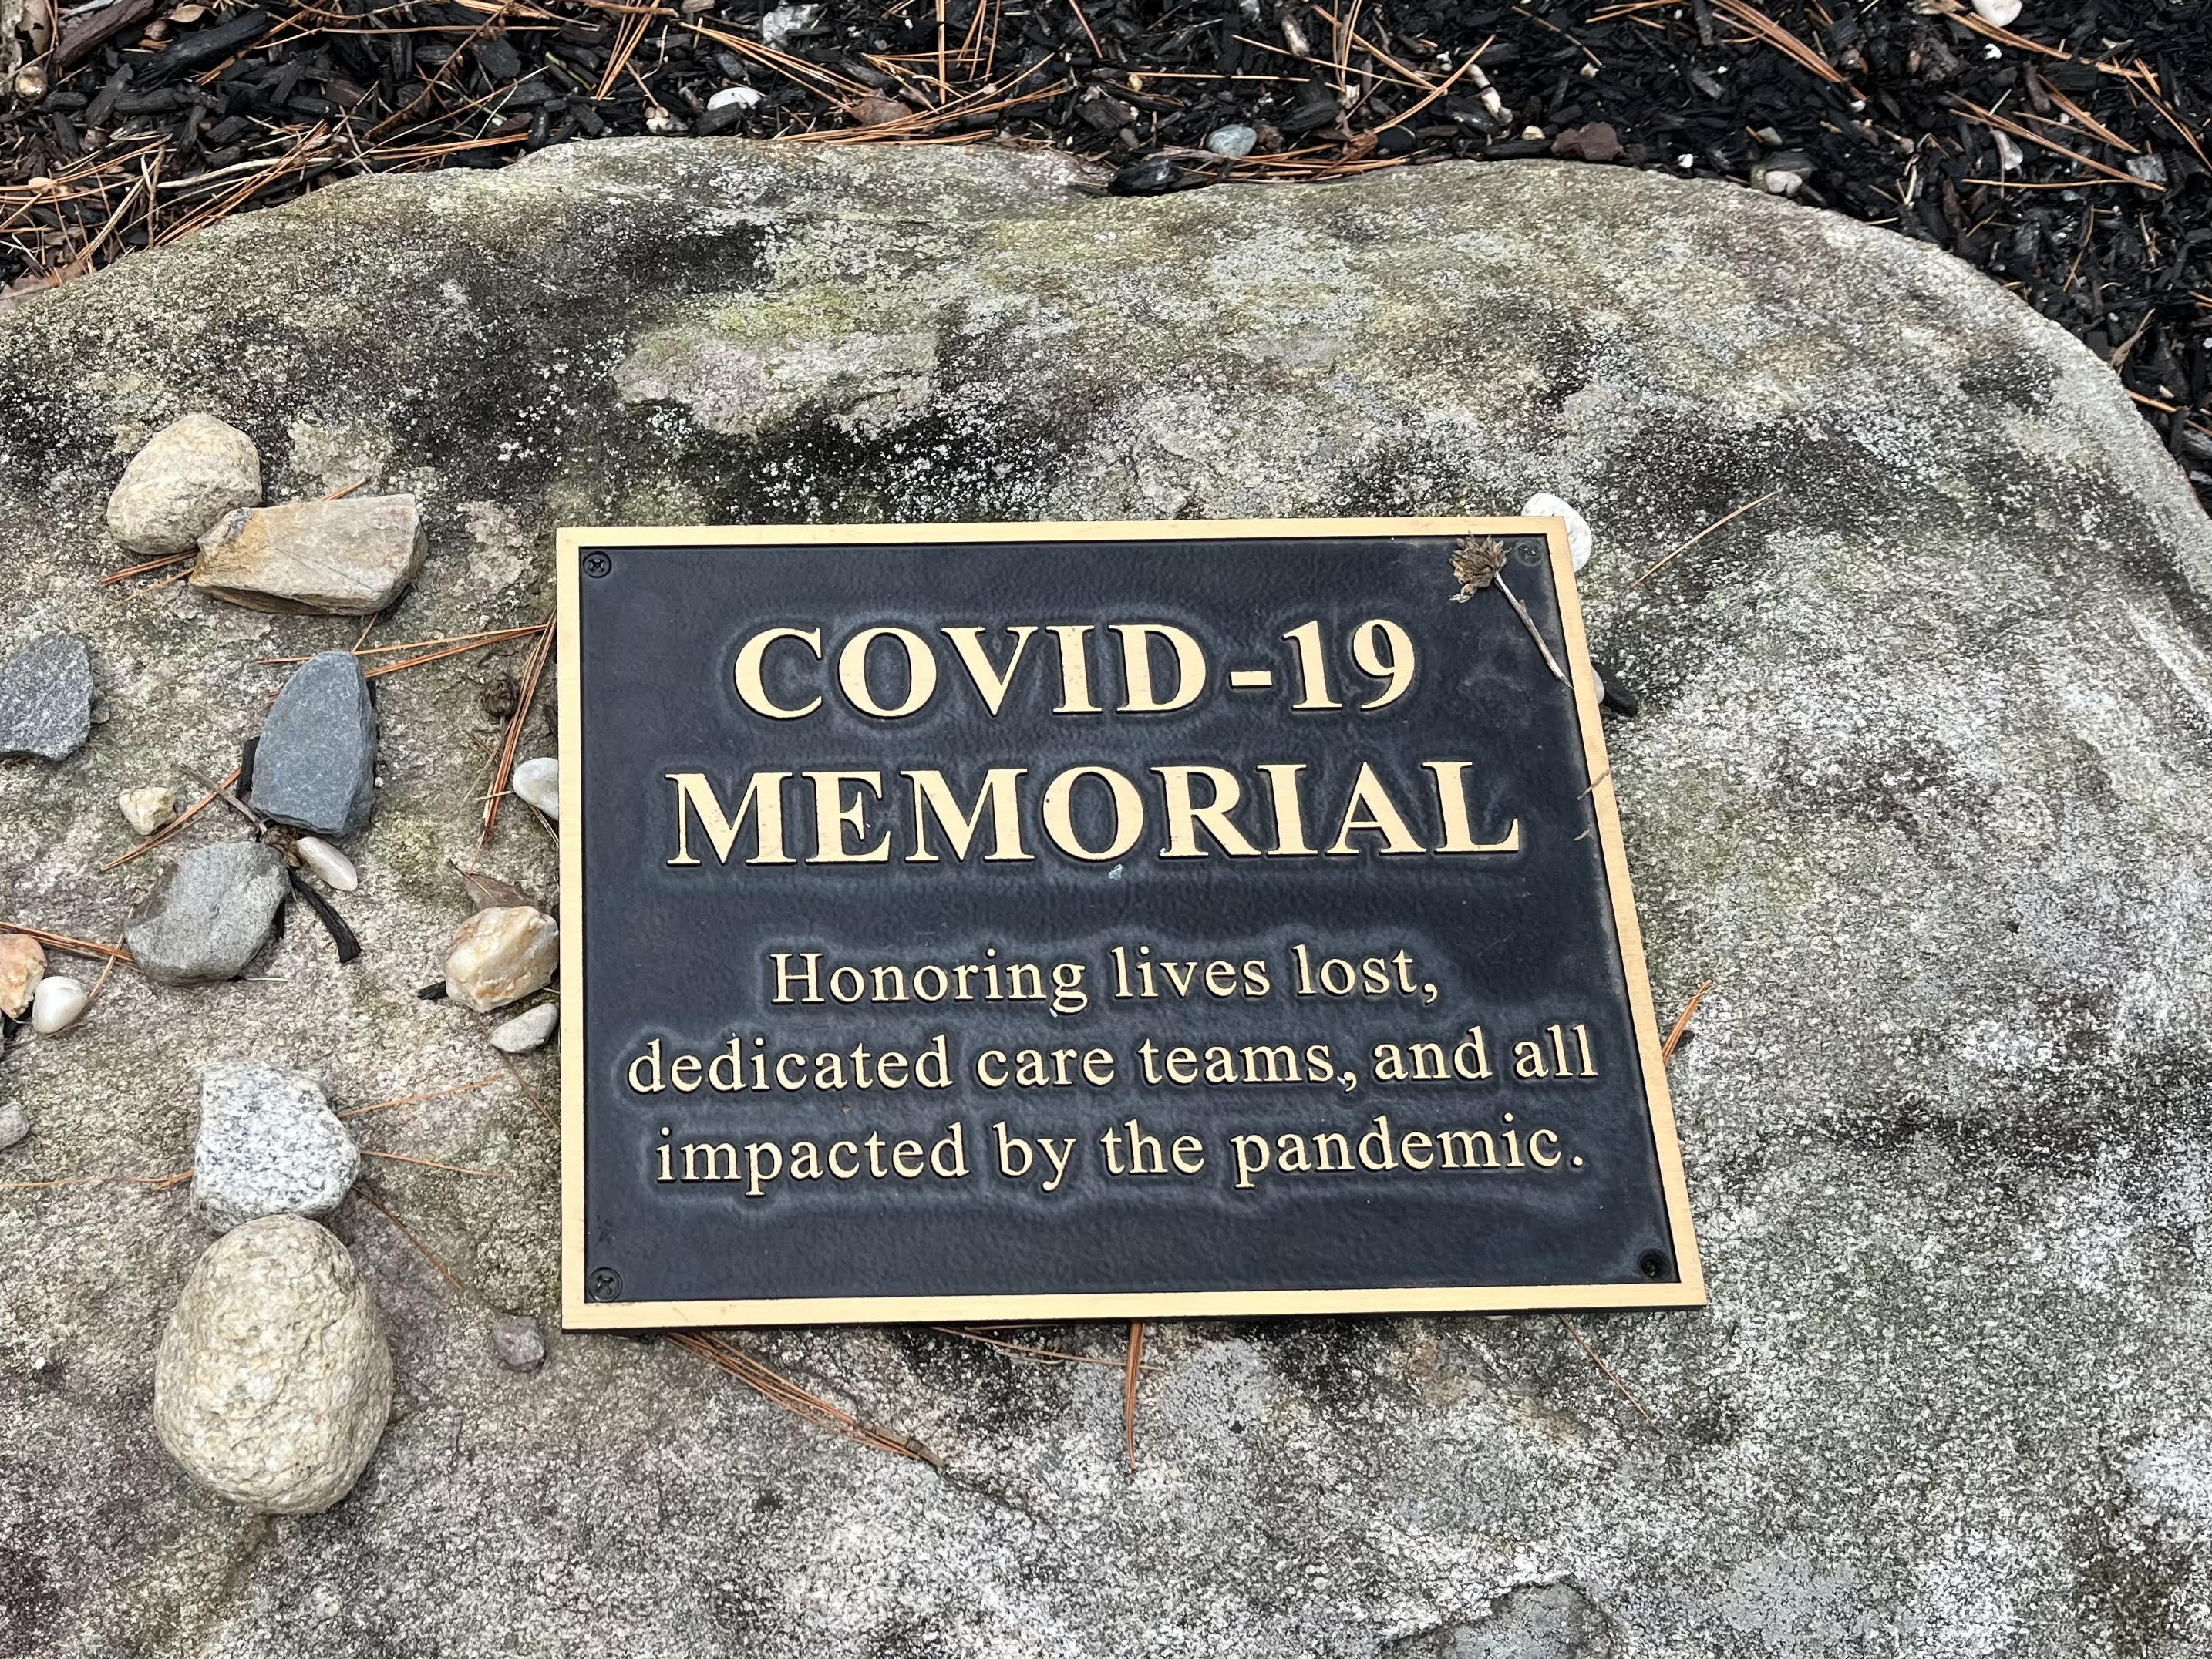 COVID-19
MEMORIAL
Honoring lives lost,
dedicated care teams, and all
impacted by the pandemic.